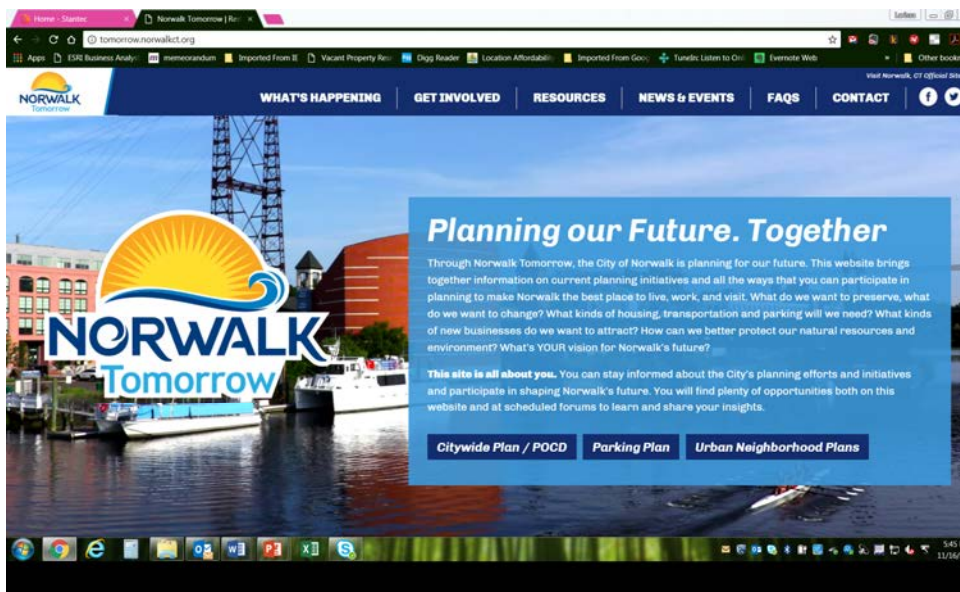 Home - Stantec
Norwalk Tomorrow | Re
tomorrow.norwalkct.org
Apps ESRI Business Analy memeorandum Imported From IE Vacant Property Res Digg Reader Location Affordability Imported From Goog TuneIn: Listen to Onli Evernote Web Other bookm
Visit Norwalk, CT Official Site
NORWALK
Tomorrow
WHAT'S HAPPENING GET INVOLVED RESOURCES NEWS & EVENTS FAQS CONTACT
Planning our Future. Together
Through Norwalk Tomorrow, the City of Norwalk is planning for our future. This website brings
together information on current planning initiatives and all the ways that you can participate in
planning to make Norwalk the best place to live, work, and visit. What do we want to preserve, what
do we want to change? What kinds of housing, transportation and parking will we need? What kinds
of new businesses do we want to attract? How can we better protect our natural resources and
environment? What's YOUR vision for Norwalk's future?
This site is all about you. You can stay informed about the City's planning efforts and initiatives
and participate in shaping Norwalk's future. You will find plenty of opportunities both on this
website and at scheduled forums to learn and share your insights.
NORWALK
Tomorrow
Citywide Plan / POCD Parking Plan Urban Neighborhood Plans
5:45
11/16/